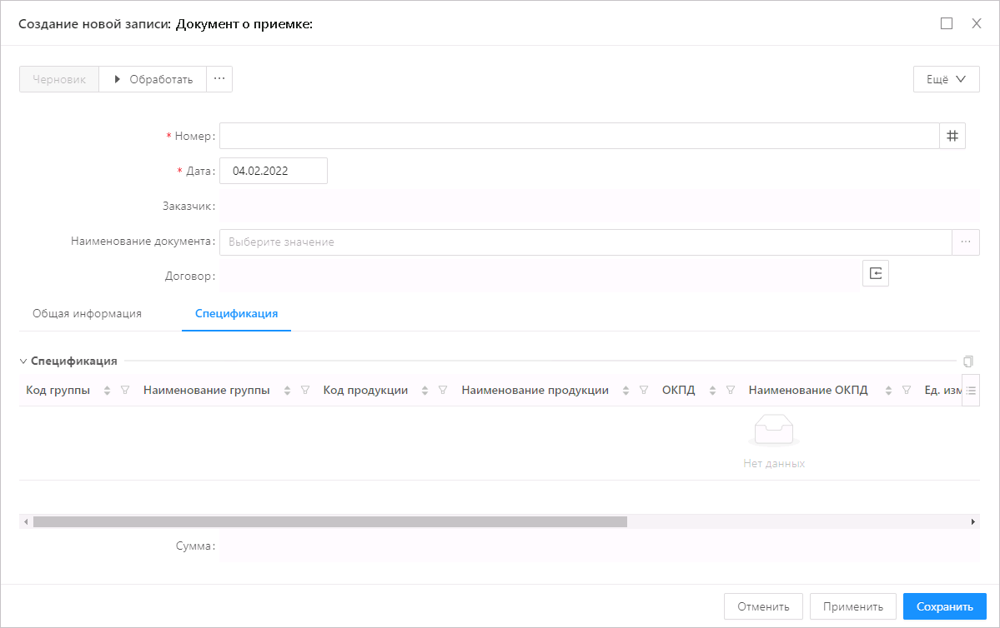 Создание новой записи: Документ о приемке:
Черновик Обработать ... Ещё
* Номер: #
* Дата: 04.02.2022
Заказчик:
Наименование документа: Выберите значение ...
Договор:
Общая информация Спецификация
Спецификация
Код группы Наименование группы Код продукции Наименование продукции ОКПД Наименование ОКПД Ед. изм
Нет данных
Сумма:
Отменить Применить Сохранить